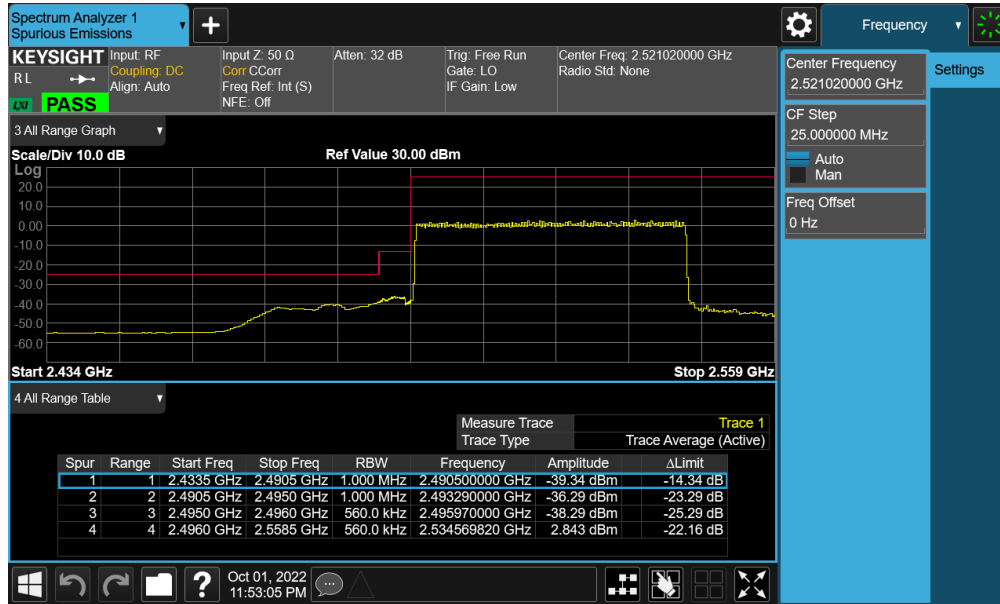 Spectrum Analyzer 1
Spurious Emissions
Frequency
KEYSIGHT
Input: RF
Coupling: DC
Align: Auto
Input Z: 50 Ω
Corr CCorr
Freq Ref: Int (S)
NFE: Off
Atten: 32 dB
Trig: Free Run
Gate: LO
IF Gain: Low
Center Freq: 2.521020000 GHz
Radio Std: None
R L
LXI
PASS
Center Frequency
2.521020000 GHz
Settings
CF Step
25.000000 MHz
Auto
Man
Freq Offset
0 Hz
3 All Range Graph
Scale/Div 10.0 dB
Ref Value 30.00 dBm
Log
20.0
10.0
0.00
-10.0
-20.0
-30.0
-40.0
-50.0
-60.0
Start 2.434 GHz
Stop 2.559 GHz
4 All Range Table
Measure Trace Trace 1
Trace Type Trace Average (Active)
Spur Range Start Freq Stop Freq RBW Frequency Amplitude ΔLimit
1 1 2.4335 GHz 2.4905 GHz 1.000 MHz 2.490500000 GHz -39.34 dBm -14.34 dB
2 2 2.4905 GHz 2.4950 GHz 1.000 MHz 2.493290000 GHz -36.29 dBm -23.29 dB
3 3 2.4950 GHz 2.4960 GHz 560.0 kHz 2.495970000 GHz -38.29 dBm -25.29 dB
4 4 2.4960 GHz 2.5585 GHz 560.0 kHz 2.534569820 GHz 2.843 dBm -22.16 dB
?
Oct 01, 2022
11:53:05 PM